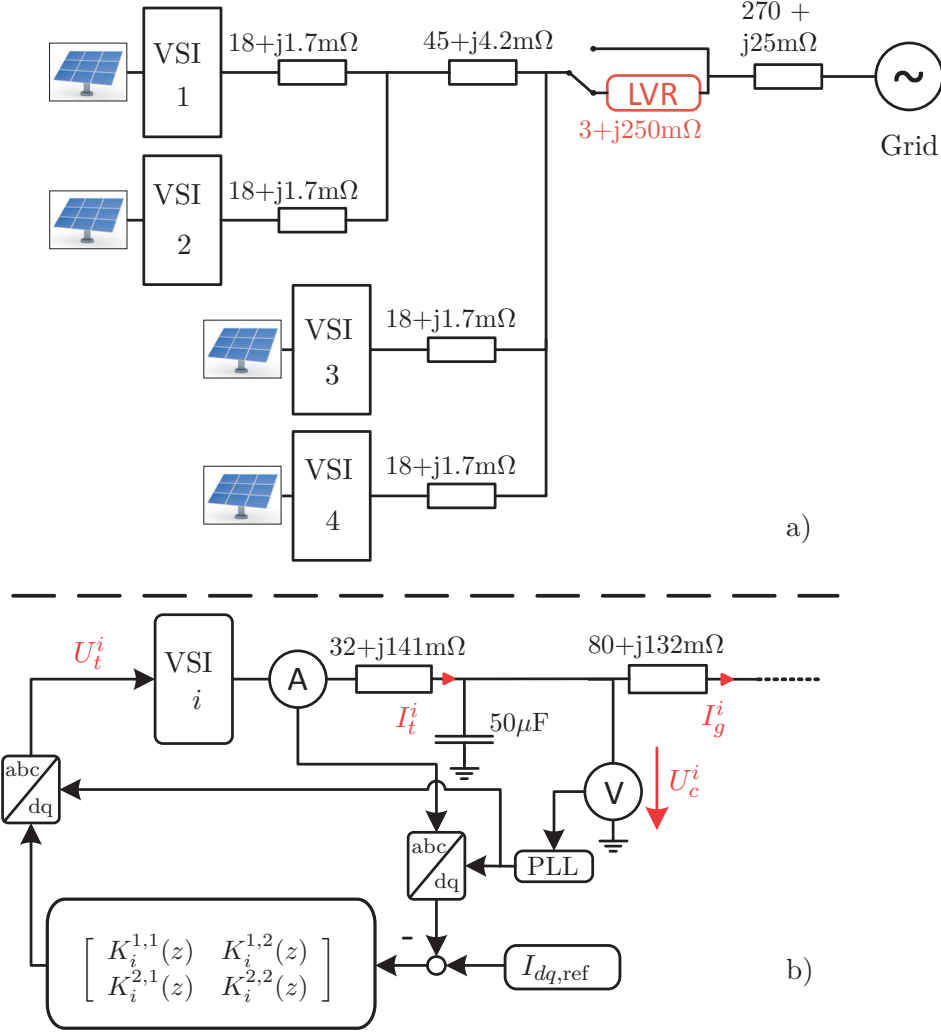 VSI
1
18+j1.7mΩ
45+j4.2mΩ
270 +
j25mΩ
LVR
3+j250mΩ
~
Grid
VSI
2
18+j1.7mΩ
VSI
3
18+j1.7mΩ
VSI
4
18+j1.7mΩ
a)
U_t^i
VSI
i
A
32+j141mΩ
I_t^i
50μF
80+j132mΩ
I_g^i
V
U_c^i
abc
dq
abc
dq
PLL
-
[ K_i^{1,1}(z) K_i^{1,2}(z) ]
[ K_i^{2,1}(z) K_i^{2,2}(z) ]
I_{dq,ref}
b)